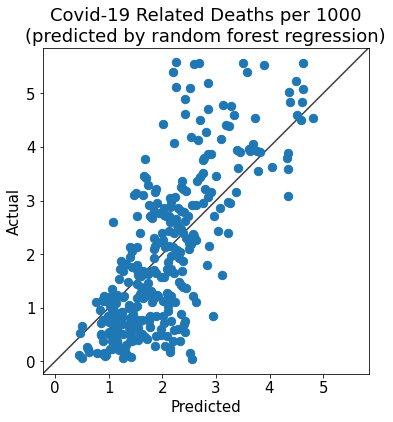 Covid-19 Related Deaths per 1000
(predicted by random forest regression)
Actual
5
4
3
2
1
0
0 1 2 3 4 5
Predicted